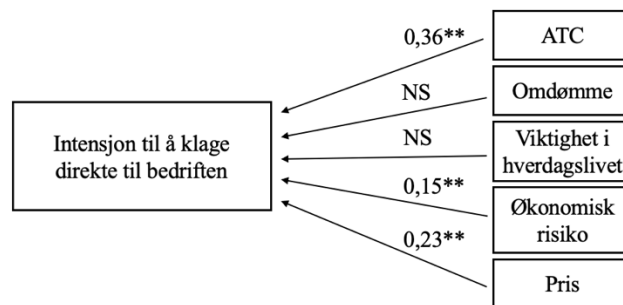 0,36**
ATC
NS
Omdømme
Intensjon til å klage
direkte til bedriften
NS
Viktighet i
hverdagslivet
0,15**
Økonomisk
risiko
0,23**
Pris